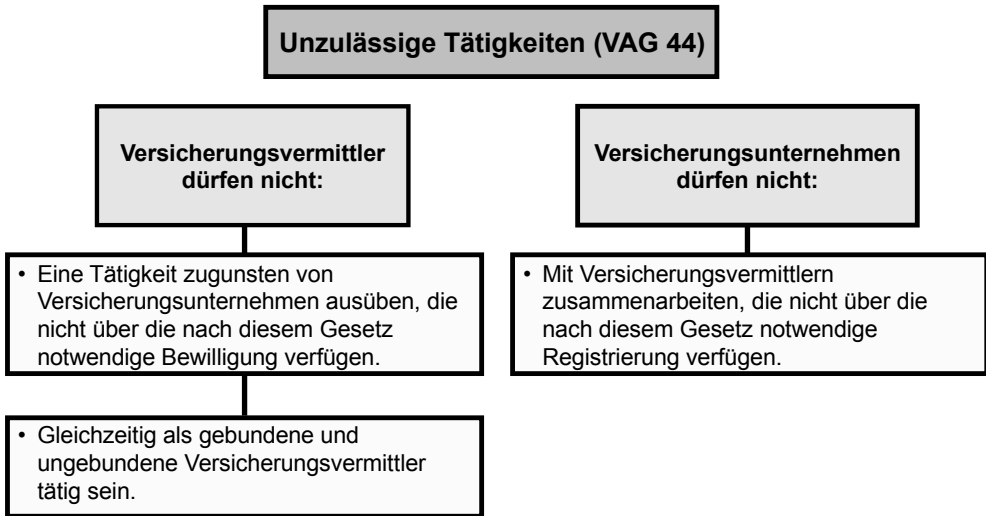 Unzulässige Tätigkeiten (VAG 44)
Versicherungsvermittler
dürfen nicht:
• Eine Tätigkeit zugunsten von
Versicherungsunternehmen ausüben, die
nicht über die nach diesem Gesetz
notwendige Bewilligung verfügen.
• Gleichzeitig als gebundene und
ungebundene Versicherungsvermittler
tätig sein.
Versicherungsunternehmen
dürfen nicht:
• Mit Versicherungsvermittlern
zusammenarbeiten, die nicht über die
nach diesem Gesetz notwendige
Registrierung verfügen.